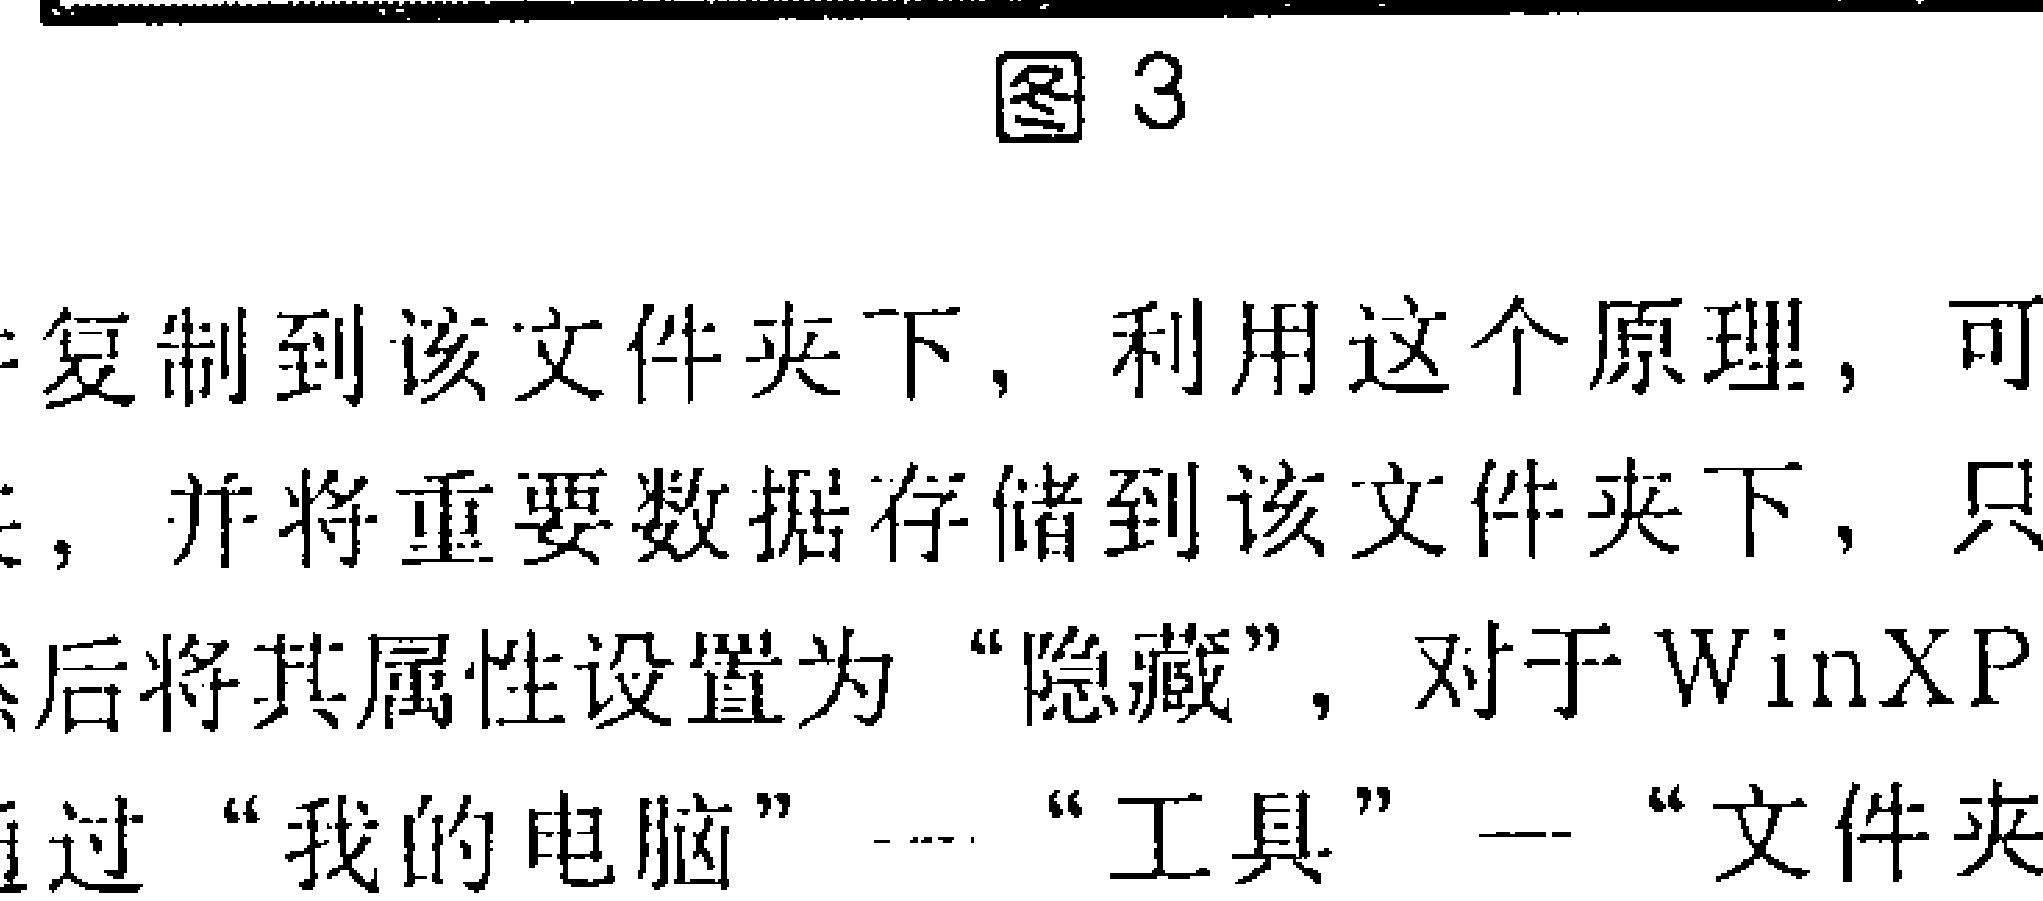 图 3
复制到该文件夹下，利用这个原理，可
，并将重要数据存储到该文件夹下，只
后将其属性设置为“隐藏”，对于WinXP
过“我的电脑”—“工具”—“文件夹